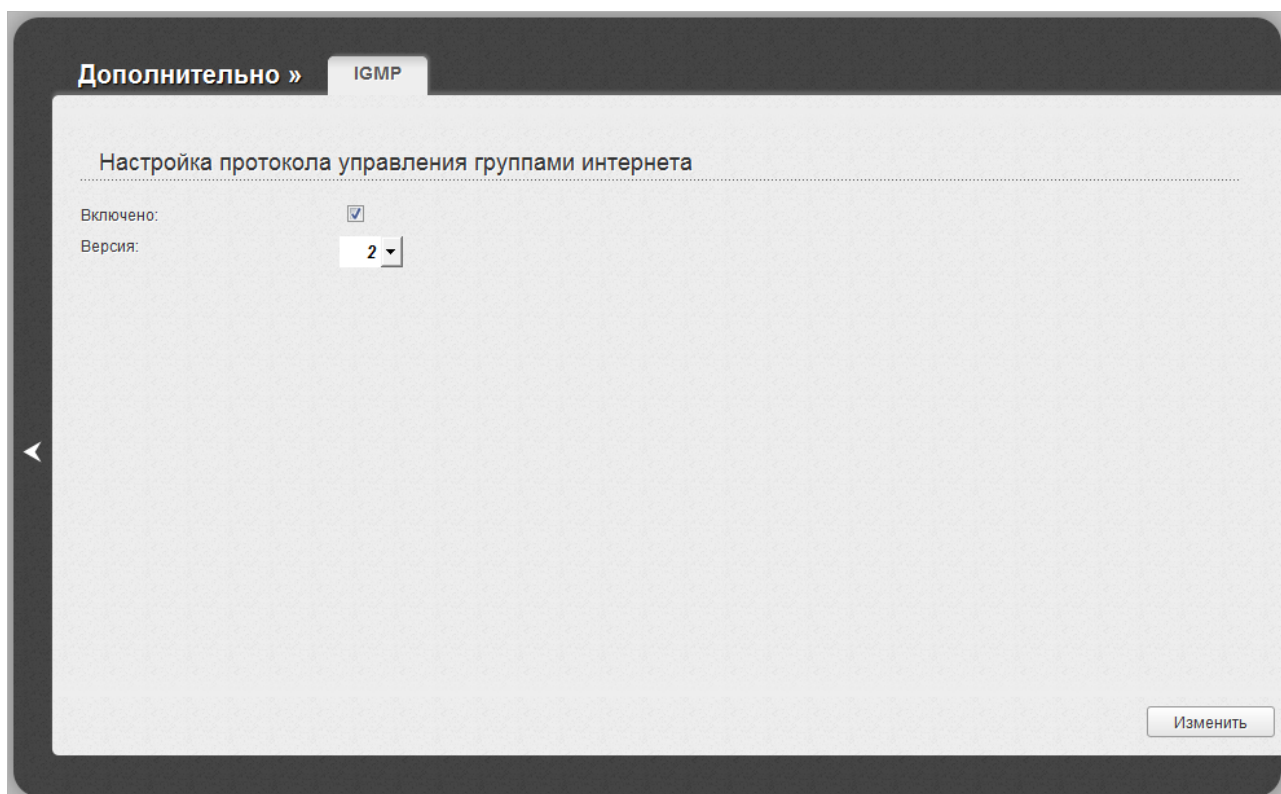 Дополнительно » IGMP
Настройка протокола управления группами интернета
Включено:
Версия: 2
Изменить